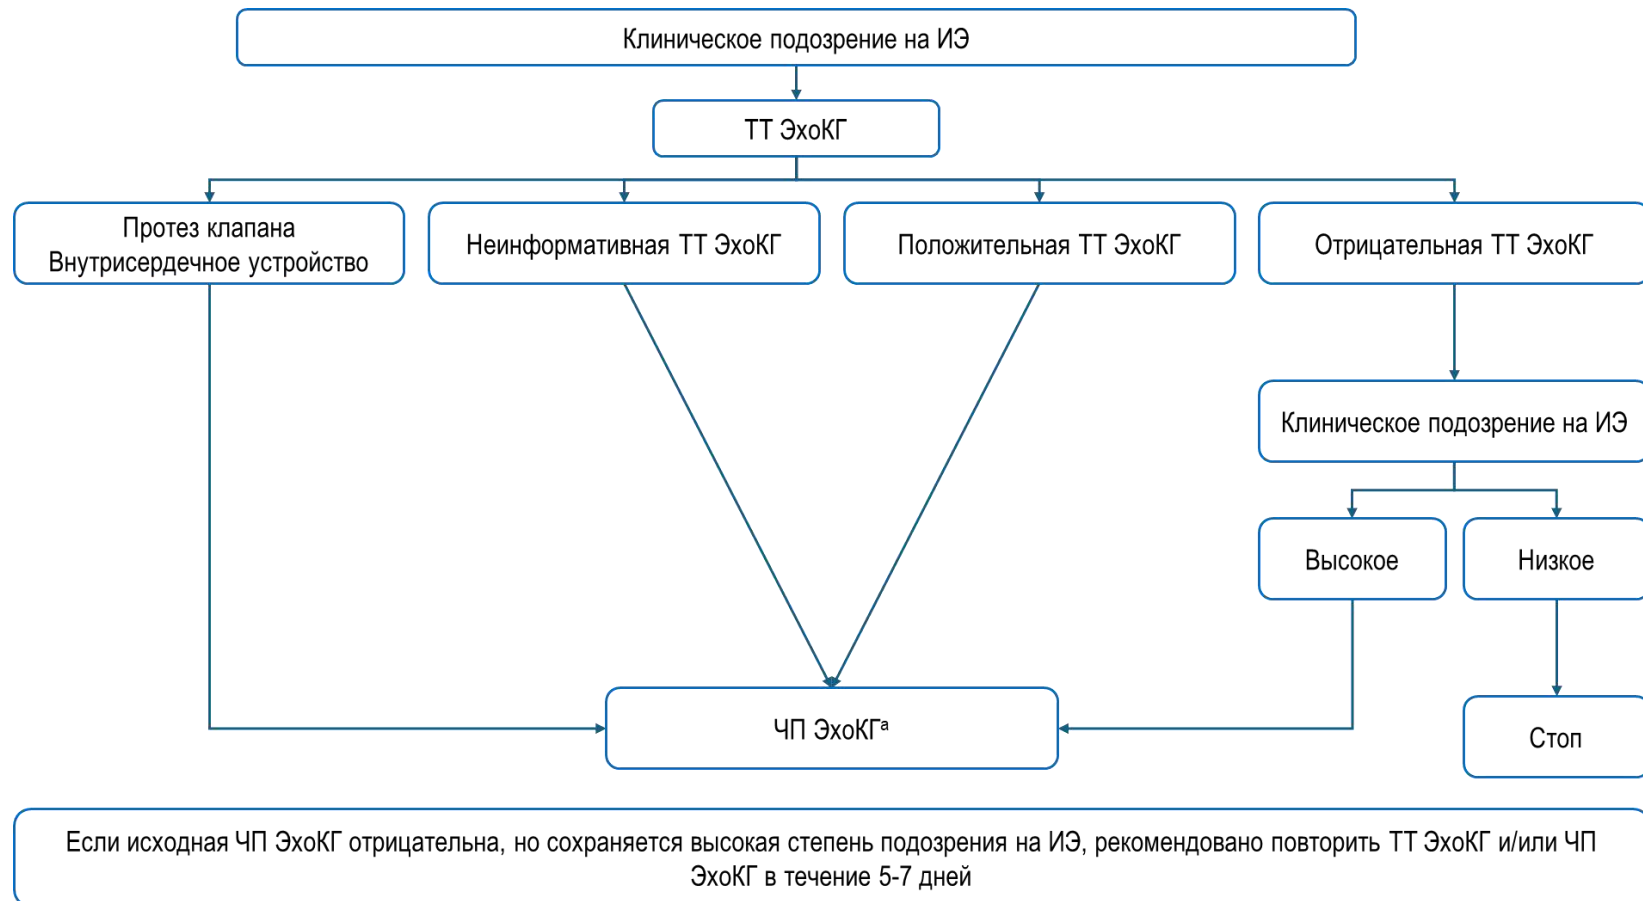 Клиническое подозрение на ИЭ
ТТ ЭхоКГ
Протез клапана
Внутрисердечное устройство
Неинформативная ТТ ЭхоКГ
Положительная ТТ ЭхоКГ
Отрицательная ТТ ЭхоКГ
Клиническое подозрение на ИЭ
Высокое
Низкое
ЧП ЭхоКГᵃ
Стоп
Если исходная ЧП ЭхоКГ отрицательна, но сохраняется высокая степень подозрения на ИЭ, рекомендовано повторить ТТ ЭхоКГ и/или ЧП
ЭхоКГ в течение 5-7 дней